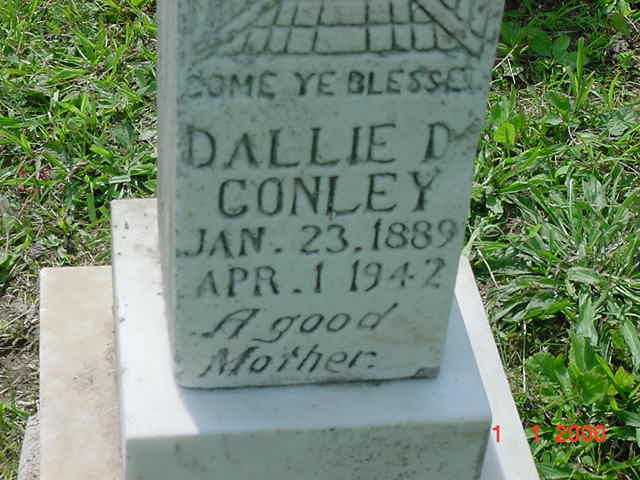 COME YE BLESSED
DALLIE D
CONLEY
JAN. 23. 1889
APR. 1 1942
A good
Mother.
1 1 2000